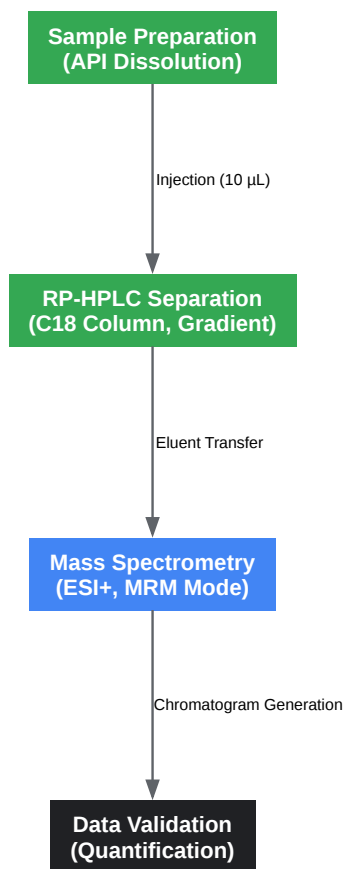 Sample Preparation
(API Dissolution)
Injection (10 µL)
RP-HPLC Separation
(C18 Column, Gradient)
Eluent Transfer
Mass Spectrometry
(ESI+, MRM Mode)
Chromatogram Generation
Data Validation
(Quantification)